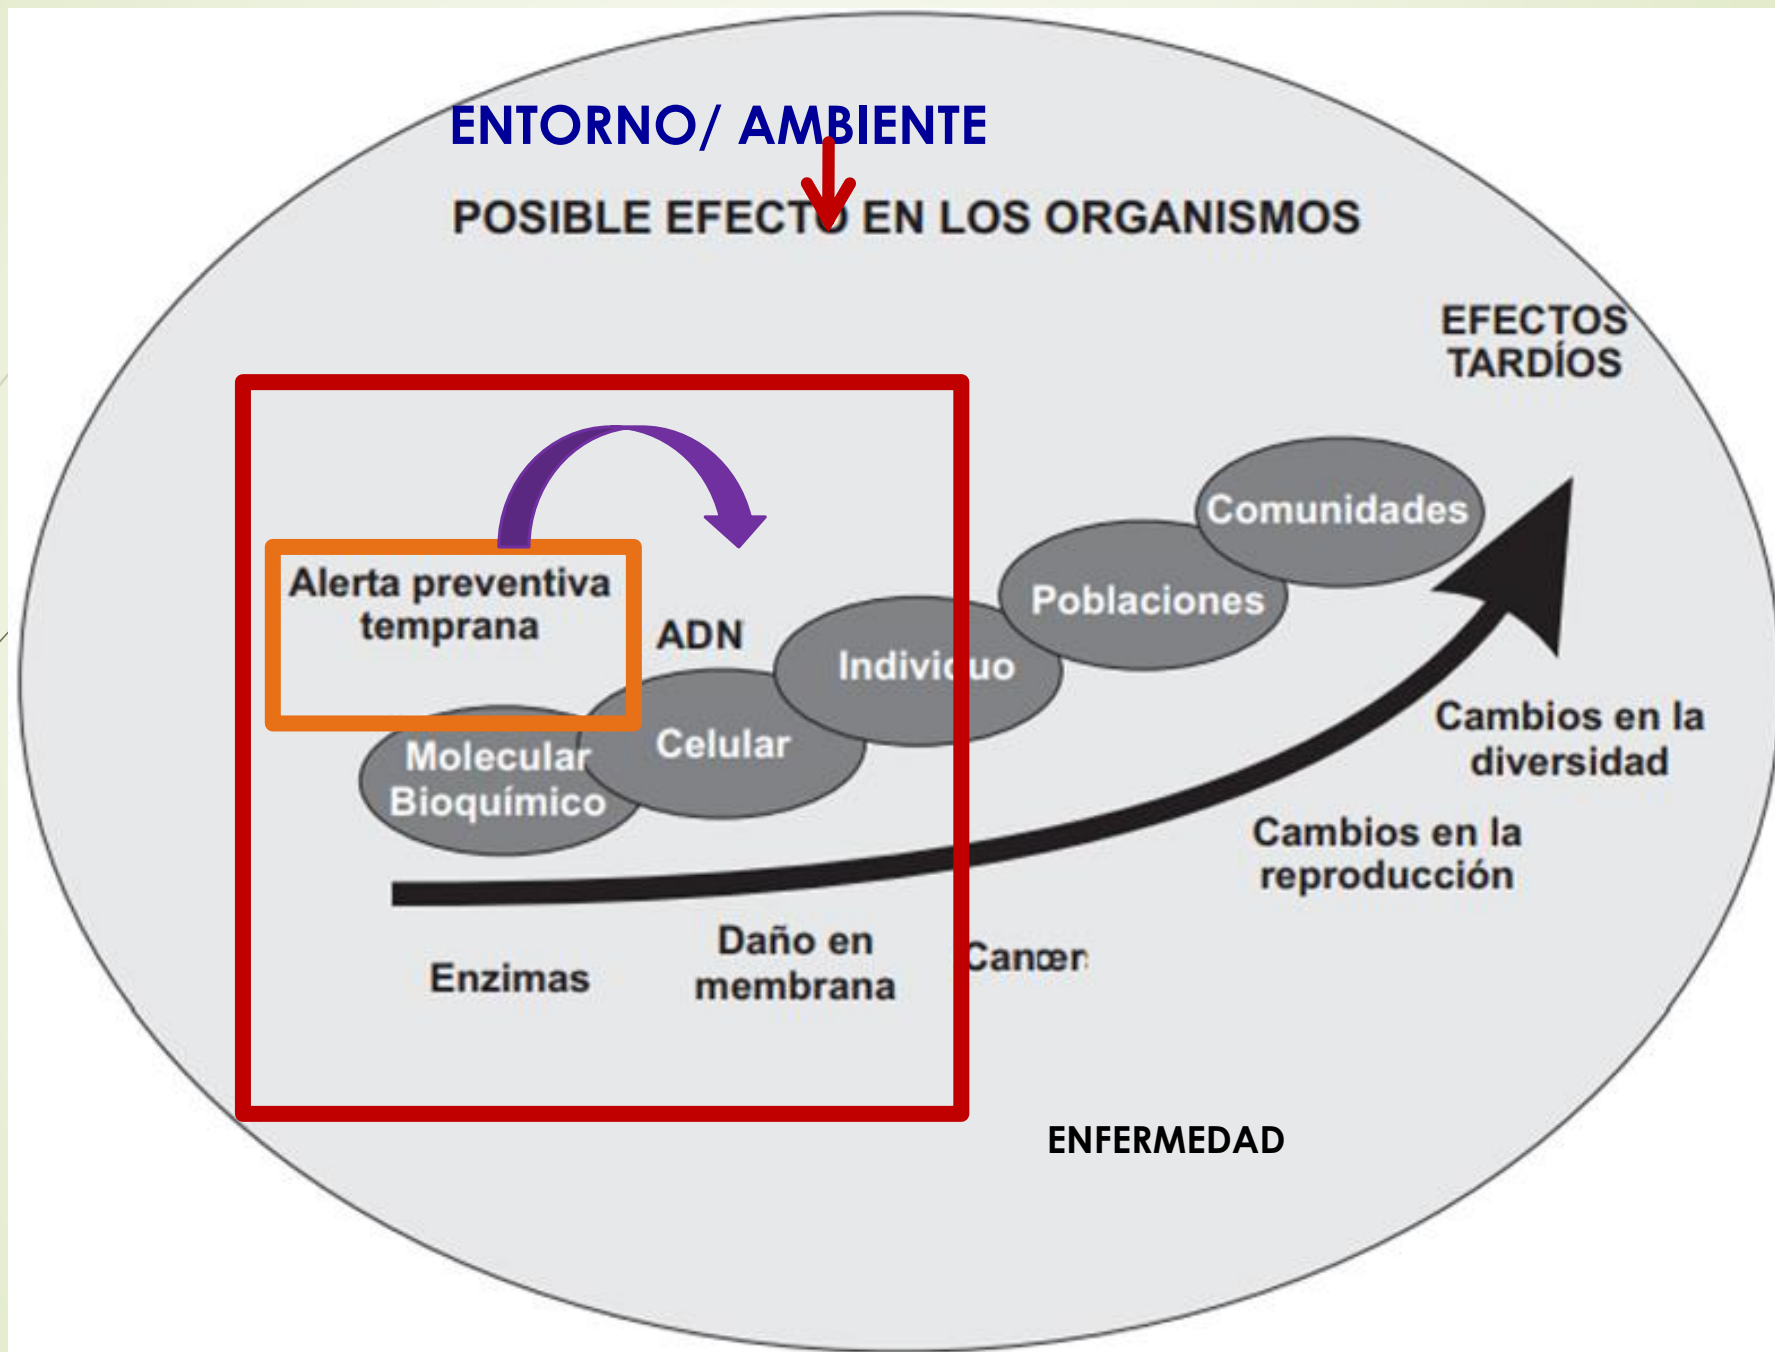 ENTORNO/ AMBIENTE
POSIBLE EFECTO EN LOS ORGANISMOS
EFECTOS
TARDÍOS
Alerta preventiva
temprana
ADN
Molecular
Bioquímico
Celular
Individuo
Poblaciones
Comunidades
Enzimas
Daño en
membrana
Cancer
Cambios en la
reproducción
Cambios en la
diversidad
ENFERMEDAD